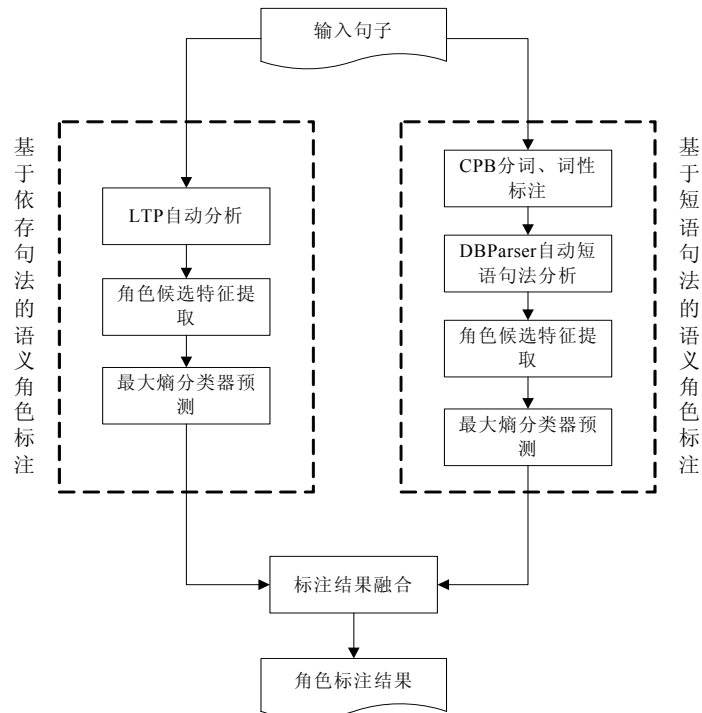 输入句子
基于依存句法的语义角色标注
LTP自动分析
角色候选特征提
取
最大熵分类器预
测
CPB分词、词性
标注
DBParser自动短
语句法分析
角色候选特征提
取
最大熵分类器预
测
基于短语句法的语义角色标注
标注结果融合
角色标注结果